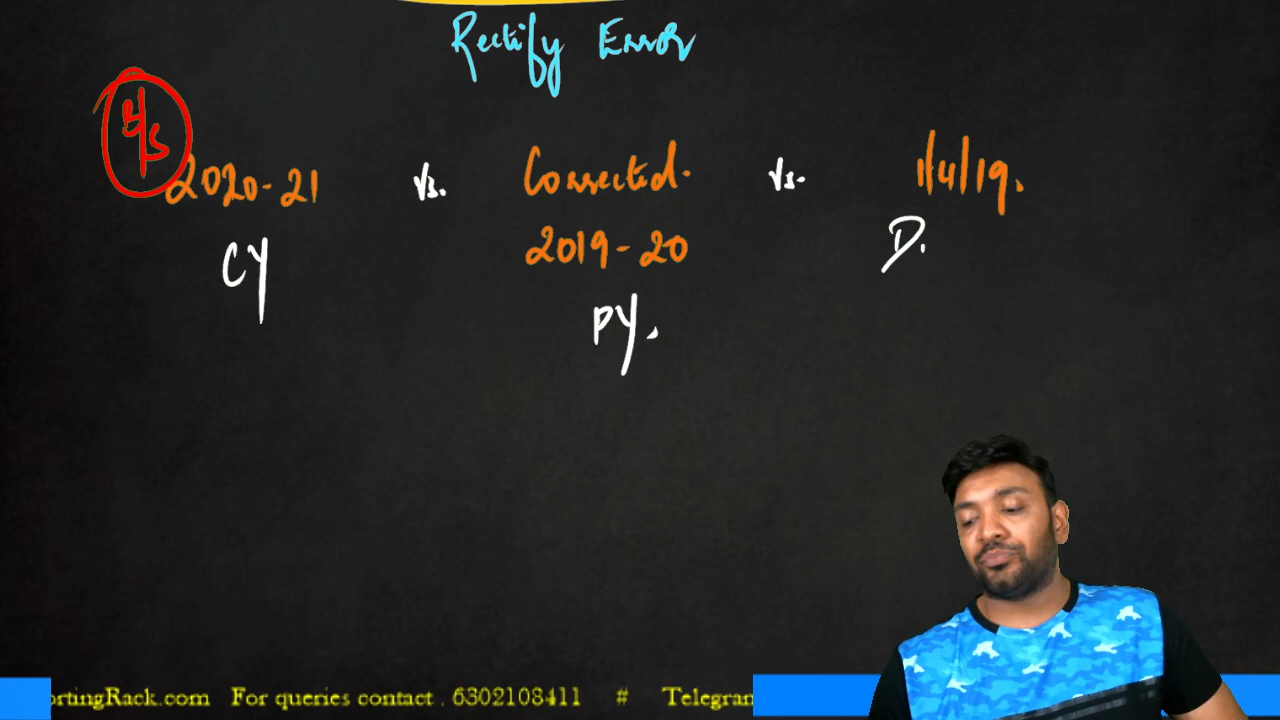 Rectify Error
B/S
2020-21 Vs. Corrected. Vs. 1/4/19.
2019-20
CY D.
PY.
ortingRack.com For queries contact . 6302108411 # Telegran